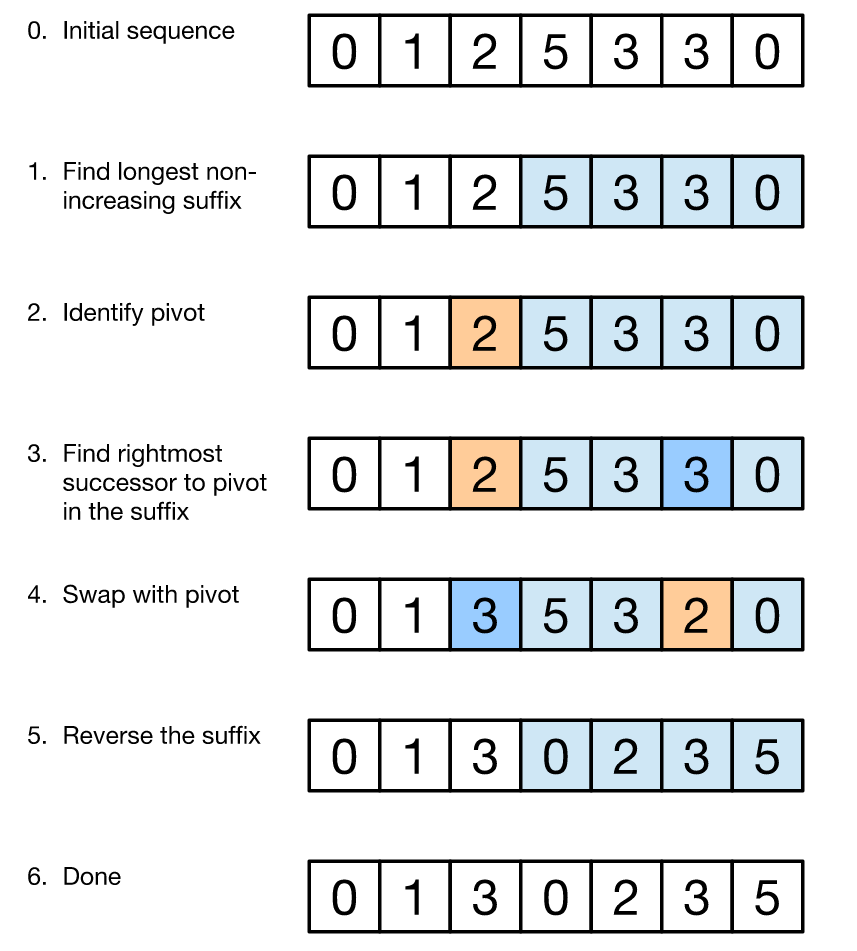 0. Initial sequence
0 1 2 5 3 3 0
1. Find longest non-
increasing suffix
0 1 2 5 3 3 0
2. Identify pivot
0 1 2 5 3 3 0
3. Find rightmost
successor to pivot
in the suffix
0 1 2 5 3 3 0
4. Swap with pivot
0 1 3 5 3 2 0
5. Reverse the suffix
0 1 3 0 2 3 5
6. Done
0 1 3 0 2 3 5